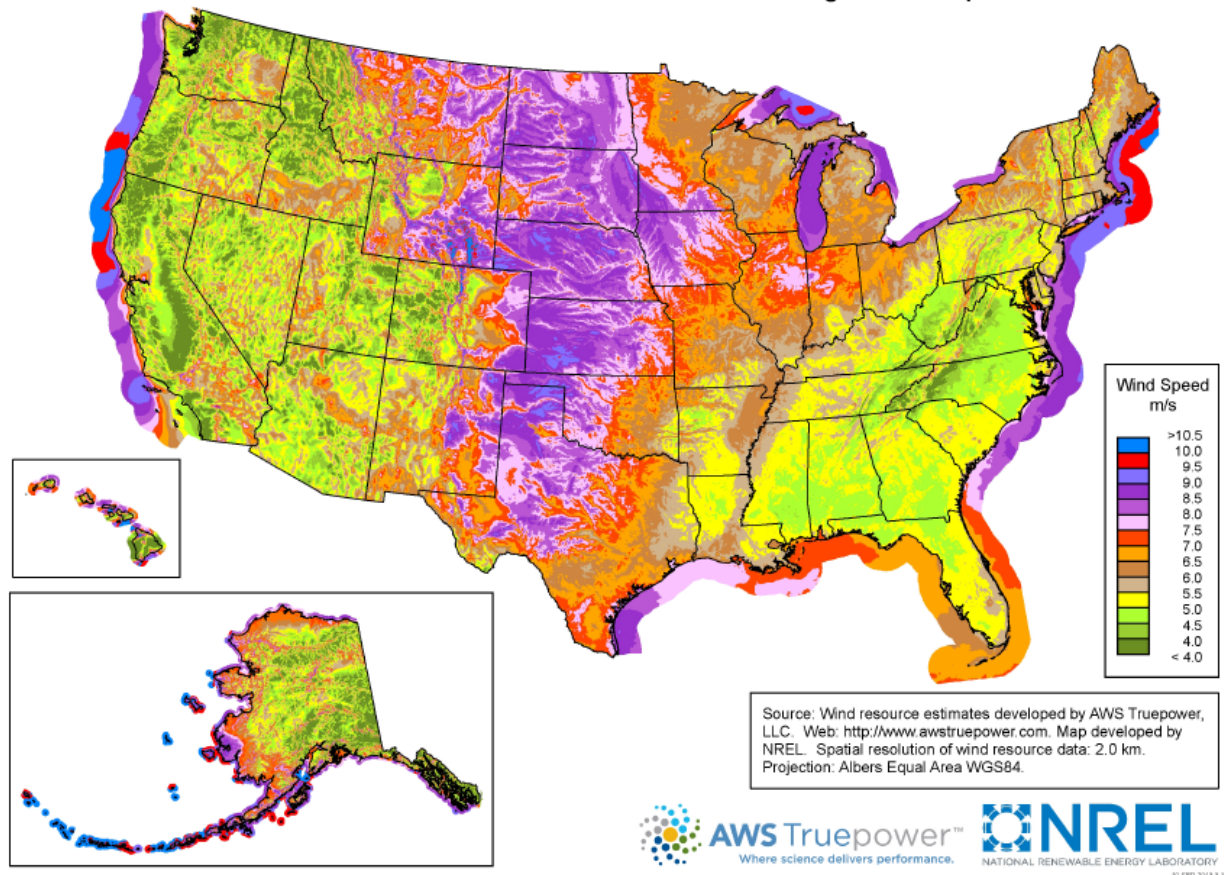 Wind Speed
m/s
>10.5
10.0
9.5
9.0
8.5
8.0
7.5
7.0
6.5
6.0
5.5
5.0
4.5
4.0
< 4.0
Source: Wind resource estimates developed by AWS Truepower,
LLC. Web: http://www.awstruepower.com. Map developed by
NREL. Spatial resolution of wind resource data: 2.0 km.
Projection: Albers Equal Area WGS84.
AWS Truepower™
Where science delivers performance.
NREL
NATIONAL RENEWABLE ENERGY LABORATORY